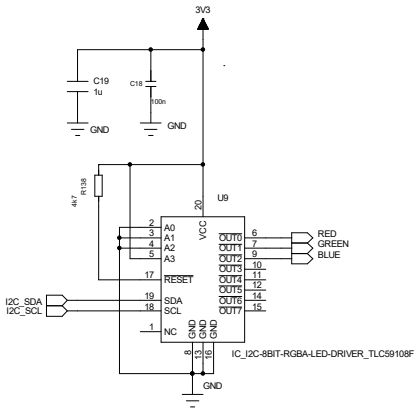 3V3
C19
1u
C18
100n
GND
GND
4k7
R138
U9
20
VCC
2 A0
3 A1
4 A2
5 A3
17 RESET
19 SDA
18 SCL
1 NC
I2C_SDA
I2C_SCL
OUT0 6 RED
OUT1 7 GREEN
OUT2 9 BLUE
OUT3 10
OUT4 11
OUT5 12
OUT6 14
OUT7 15
GND GND GND
8 13 16
IC_I2C-8BIT-RGBA-LED-DRIVER_TLC59108F
GND